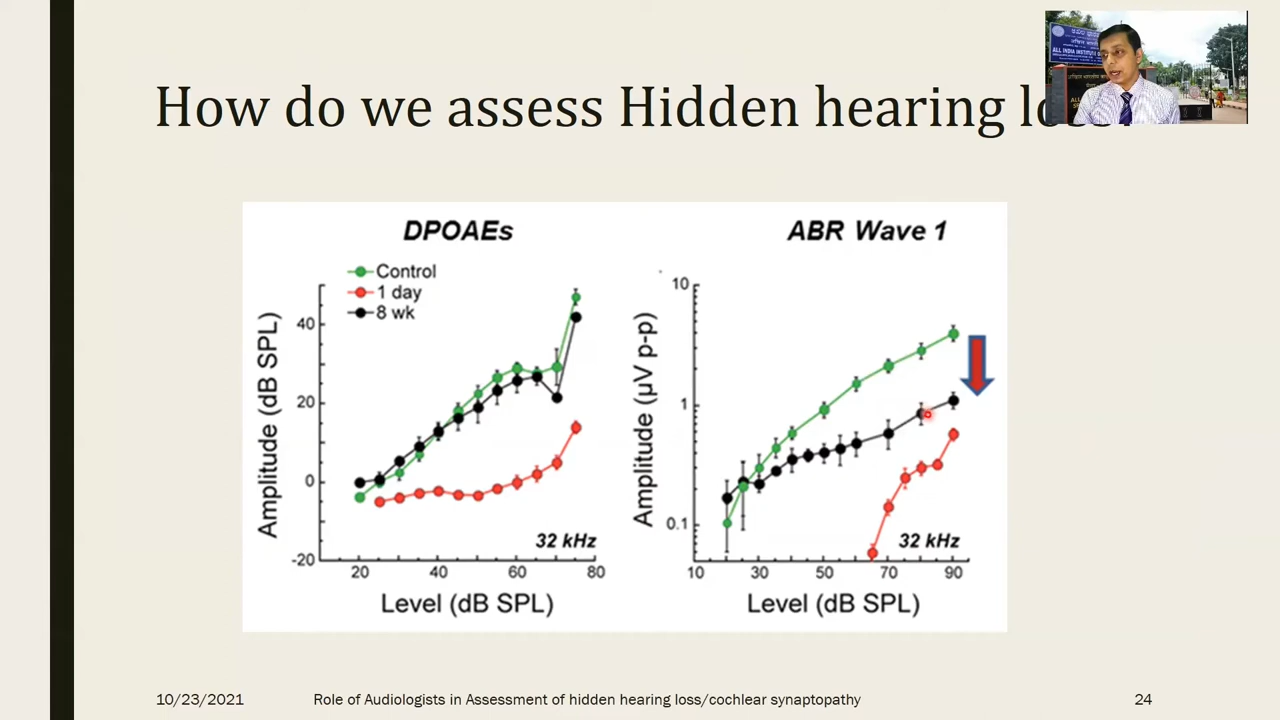 How do we assess Hidden hearing loss?
ALL INDIA INSTITUTE
DPOAEs
ABR Wave 1
Control
1 day
8 wk
Amplitude (dB SPL)
40
20
0
-20
20
40
60
80
32 kHz
Level (dB SPL)
Amplitude (µV p-p)
10
1
0.1
10
30
50
70
90
32 kHz
Level (dB SPL)
10/23/2021
Role of Audiologists in Assessment of hidden hearing loss/cochlear synaptopathy
24